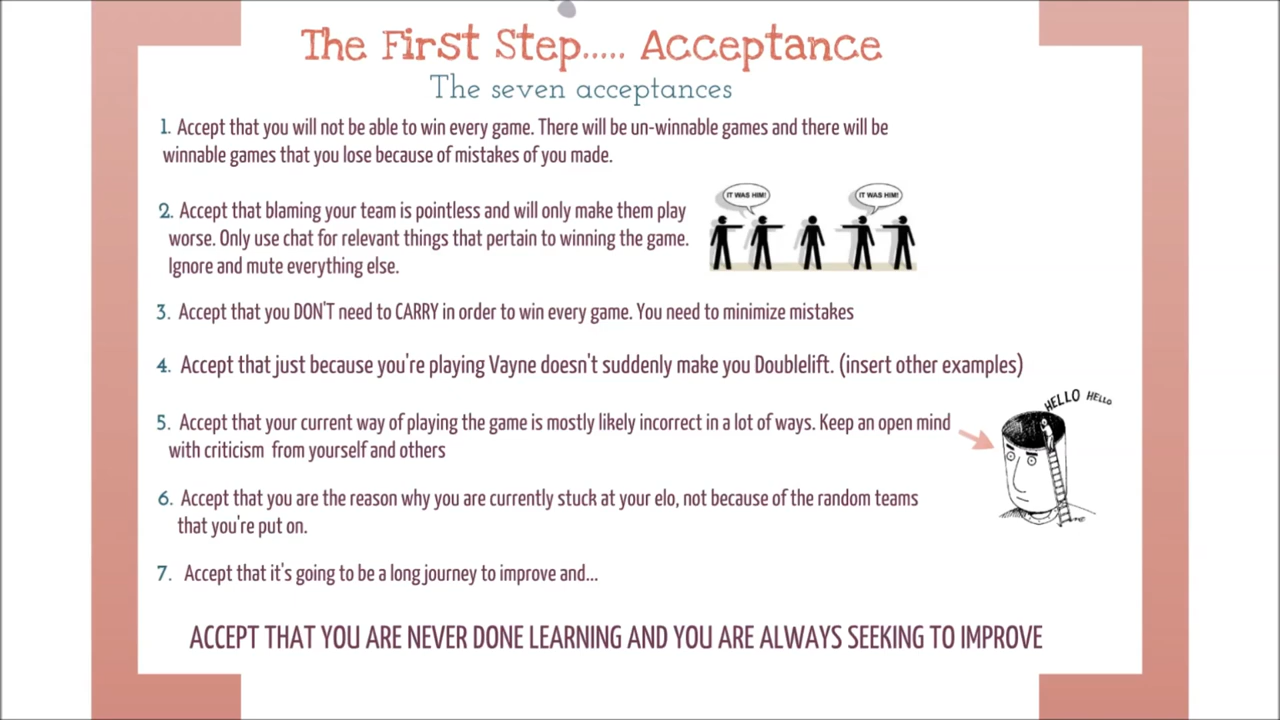 The First Step..... Acceptance
The seven acceptances
1. Accept that you will not be able to win every game. There will be un-winnable games and there will be
winnable games that you lose because of mistakes of you made.
2. Accept that blaming your team is pointless and will only make them play
worse. Only use chat for relevant things that pertain to winning the game.
Ignore and mute everything else.
IT WAS HIM!
IT WAS HIM!
3. Accept that you DON'T need to CARRY in order to win every game. You need to minimize mistakes
4. Accept that just because you're playing Vayne doesn't suddenly make you Doublelift. (insert other examples)
5. Accept that your current way of playing the game is mostly likely incorrect in a lot of ways. Keep an open mind
with criticism from yourself and others
HELLO HELLO
6. Accept that you are the reason why you are currently stuck at your elo, not because of the random teams
that you're put on.
7. Accept that it's going to be a long journey to improve and...
ACCEPT THAT YOU ARE NEVER DONE LEARNING AND YOU ARE ALWAYS SEEKING TO IMPROVE